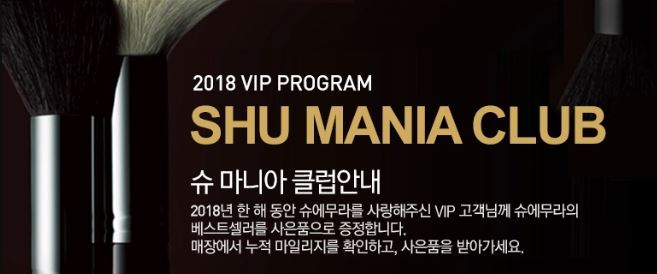 2018 VIP PROGRAM
SHU MANIA CLUB
슈 마니아 클럽안내
2018년 한 해 동안 슈에무라를 사랑해주신 VIP 고객님께 슈에무라의
베스트셀러를 사은품으로 증정합니다.
매장에서 누적 마일리지를 확인하고, 사은품을 받아가세요.